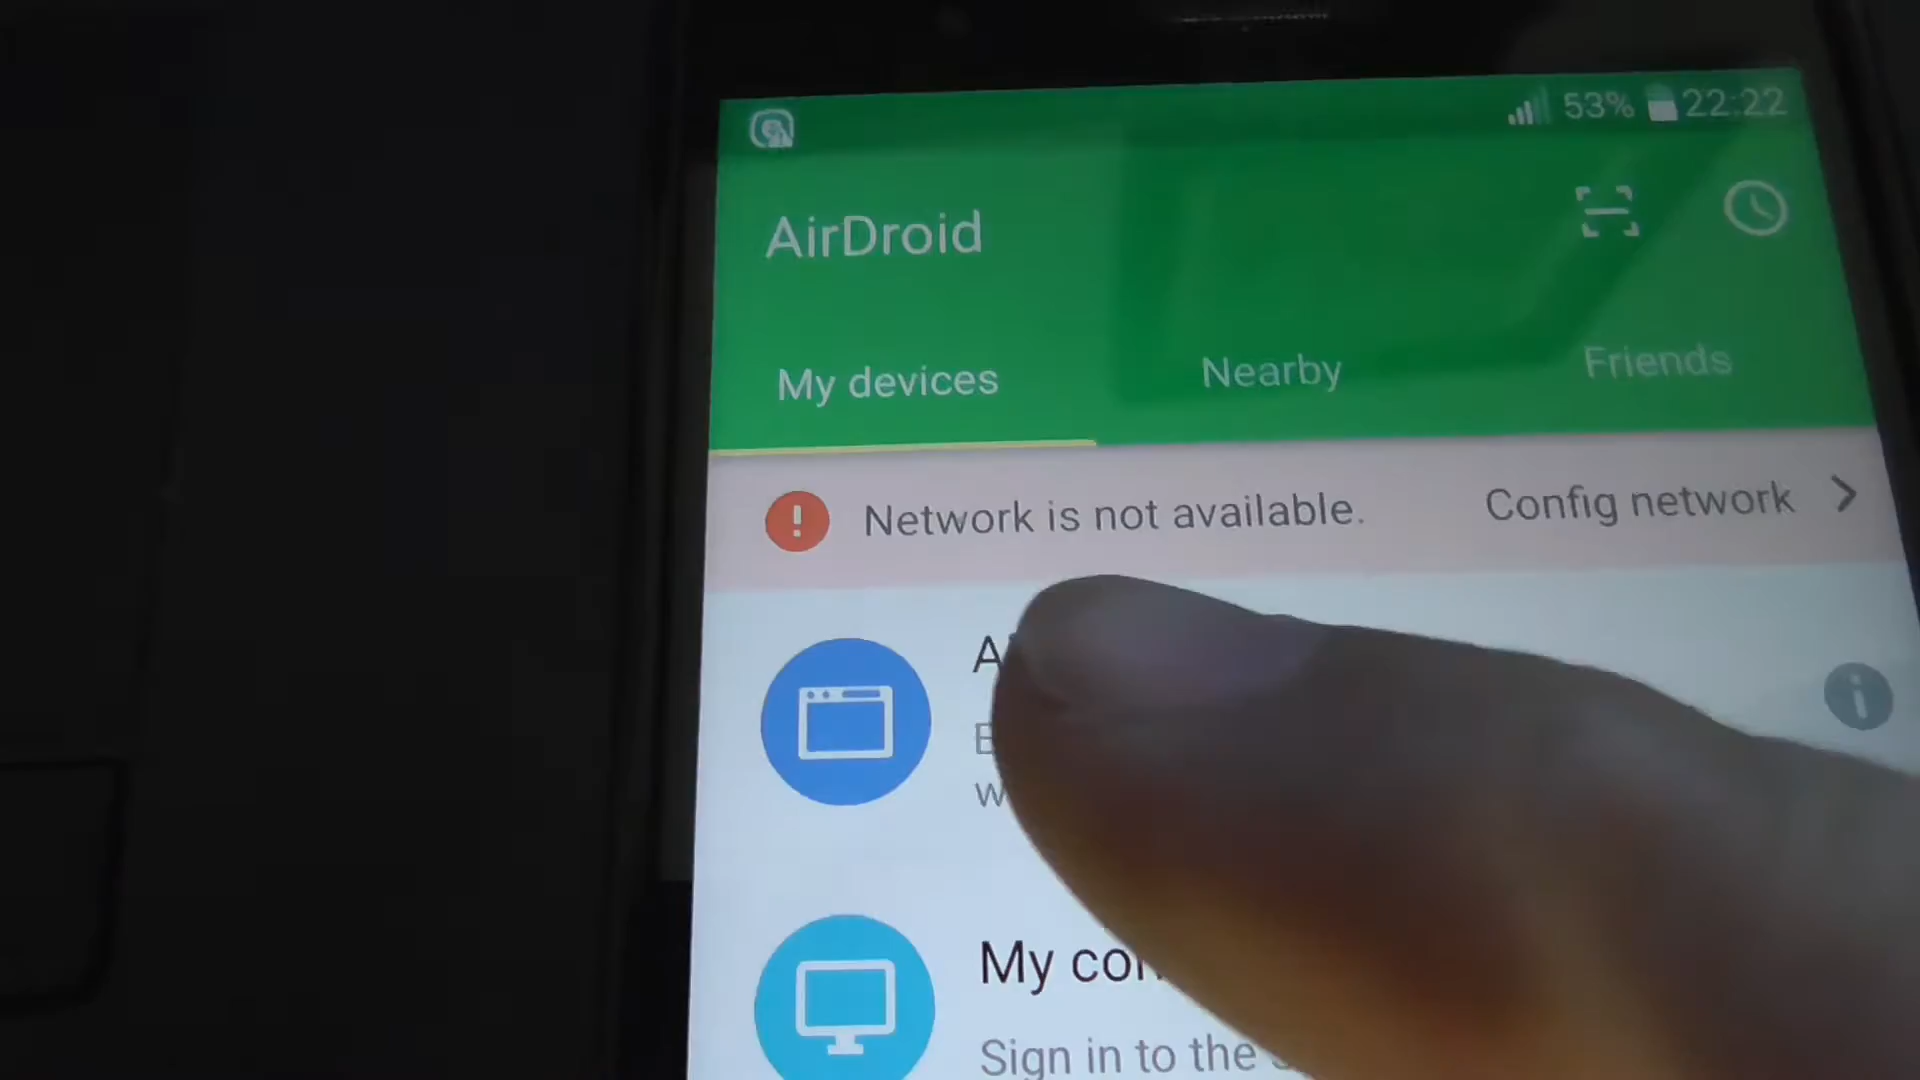 53% 22:22
AirDroid
My devices Nearby Friends
Network is not available. Config network
My
Sign in to the